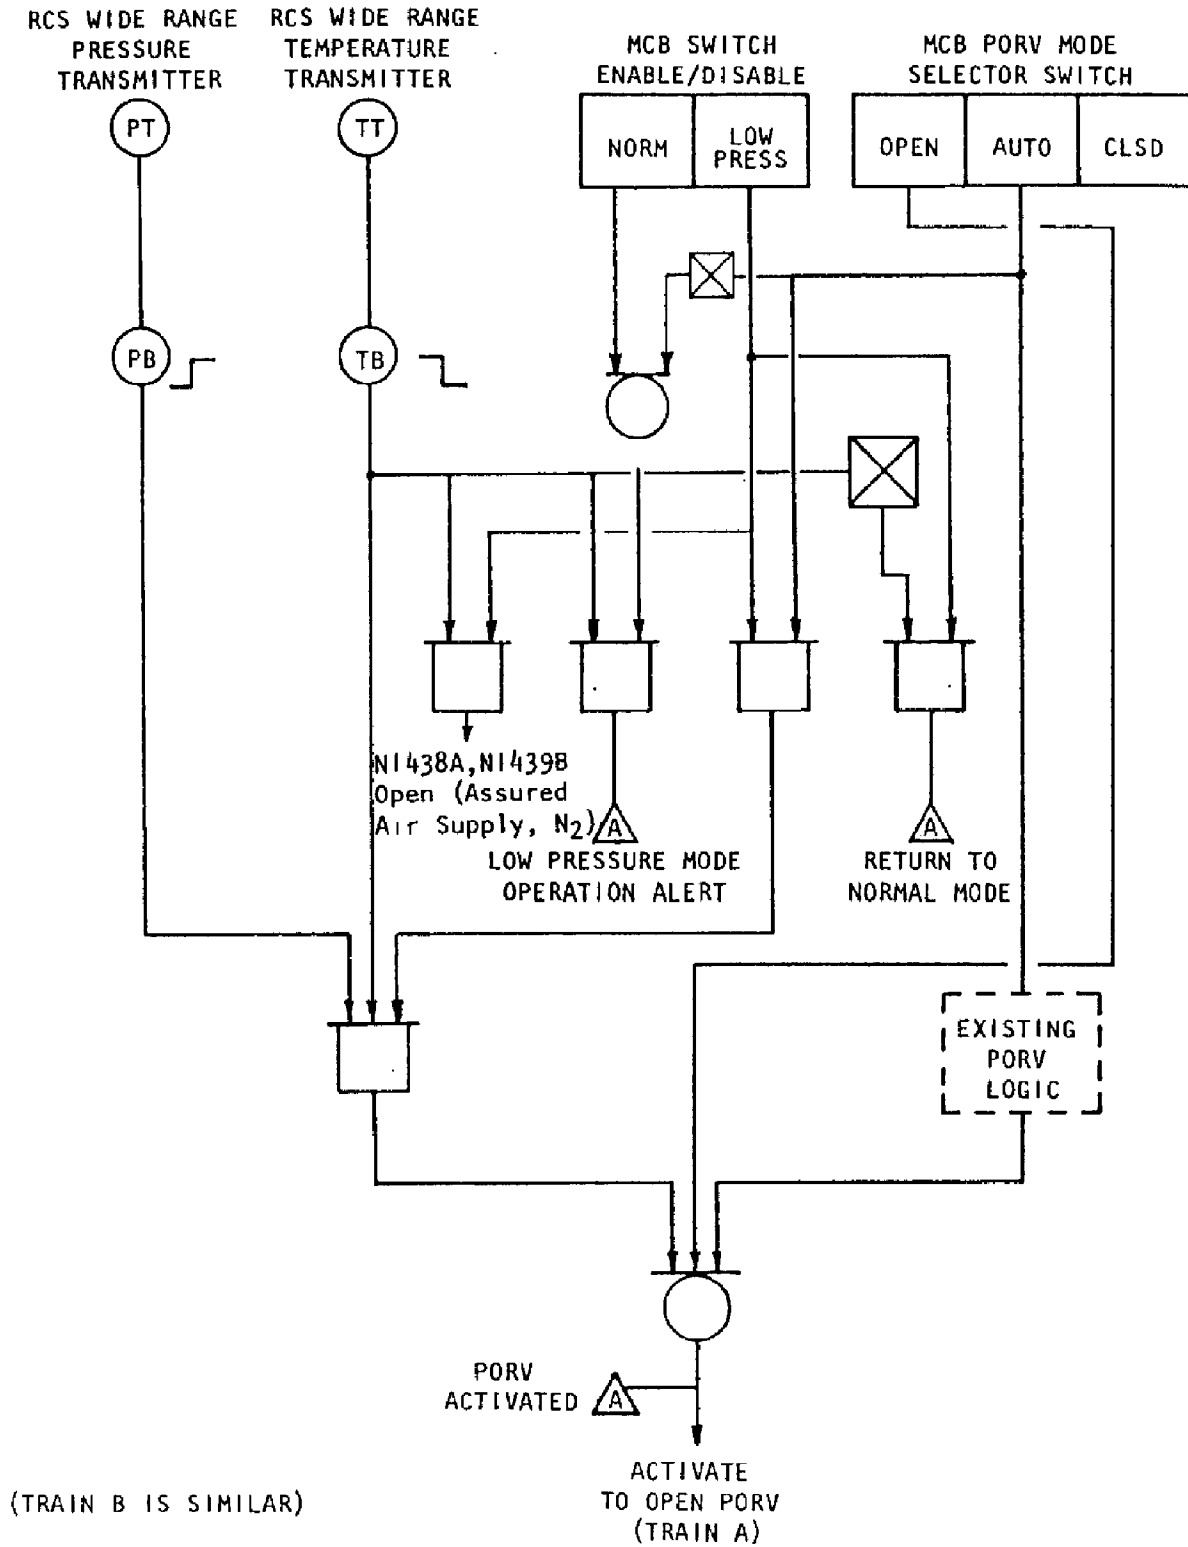 RCS WIDE RANGE
PRESSURE
TRANSMITTER
RCS WIDE RANGE
TEMPERATURE
TRANSMITTER
MCB SWITCH
ENABLE/DISABLE
MCB PORV MODE
SELECTOR SWITCH
PT
TT
NORM
LOW
PRESS
OPEN
AUTO
CLSD
PB
TB
N1438A,N1439B
Open (Assured
Air Supply, N2)
A
LOW PRESSURE MODE
OPERATION ALERT
A
RETURN TO
NORMAL MODE
EXISTING
PORV
LOGIC
PORV
ACTIVATED
A
ACTIVATE
TO OPEN PORV
(TRAIN A)
(TRAIN B IS SIMILAR)